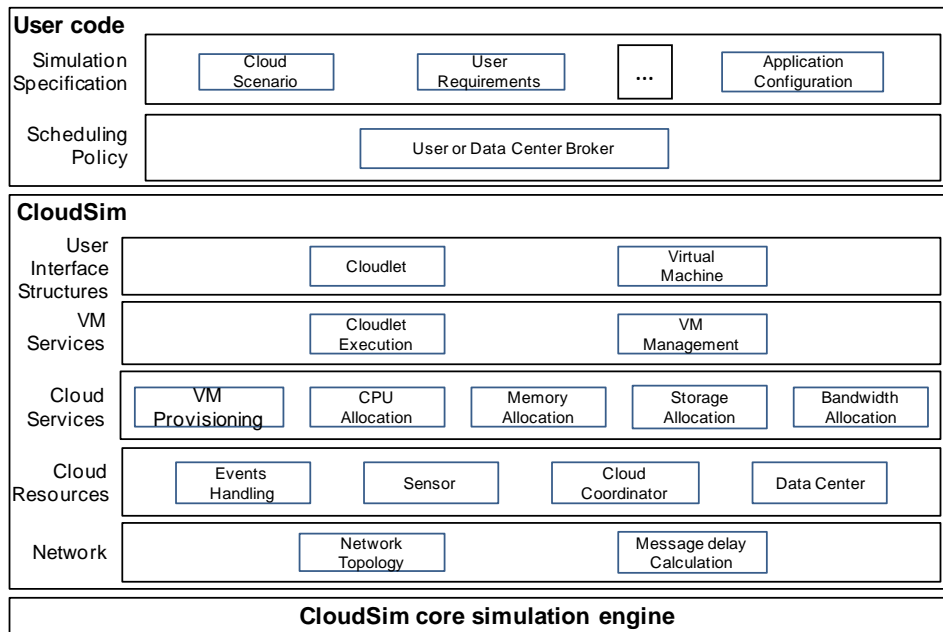 User code
Simulation
Specification
Cloud
Scenario
User
Requirements
...
Application
Configuration
Scheduling
Policy
User or Data Center Broker
CloudSim
User
Interface
Structures
Cloudlet
Virtual
Machine
VM
Services
Cloudlet
Execution
VM
Management
Cloud
Services
VM
Provisioning
CPU
Allocation
Memory
Allocation
Storage
Allocation
Bandwidth
Allocation
Cloud
Resources
Events
Handling
Sensor
Cloud
Coordinator
Data Center
Network
Network
Topology
Message delay
Calculation
CloudSim core simulation engine